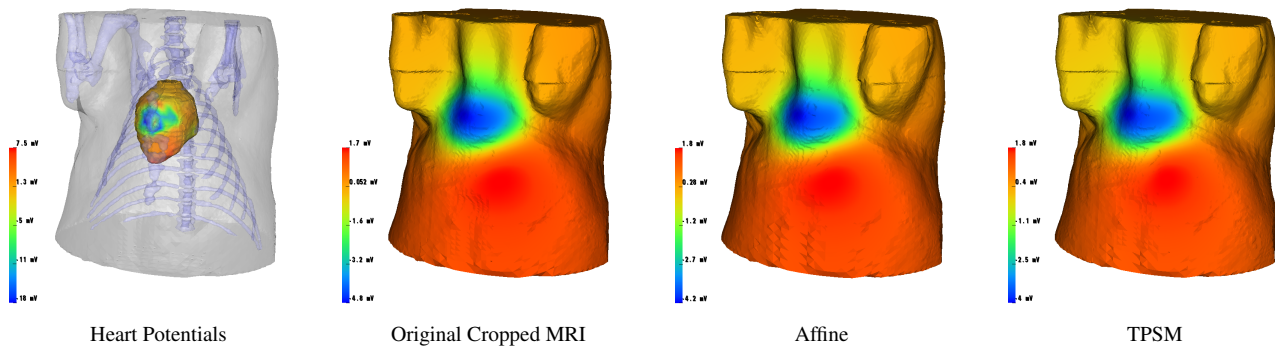 7.5 mV
1.3 mV
-5 mV
-11 mV
-18 mV
Heart Potentials
1.7 mV
0.052 mV
-1.6 mV
-3.2 mV
-4.8 mV
Original Cropped MRI
1.8 mV
0.28 mV
-1.2 mV
-2.7 mV
-4.2 mV
Affine
1.8 mV
0.4 mV
-1.1 mV
-2.5 mV
-4 mV
TPSM